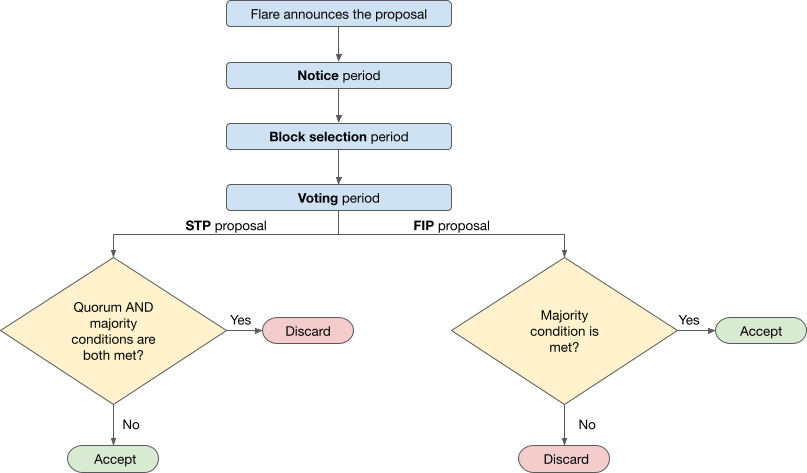 Flare announces the proposal
Notice period
Block selection period
Voting period
STP proposal
FIP proposal
Quorum AND
majority
conditions are
both met?
Yes
Discard
No
Accept
Majority
condition is
met?
Yes
Accept
No
Discard